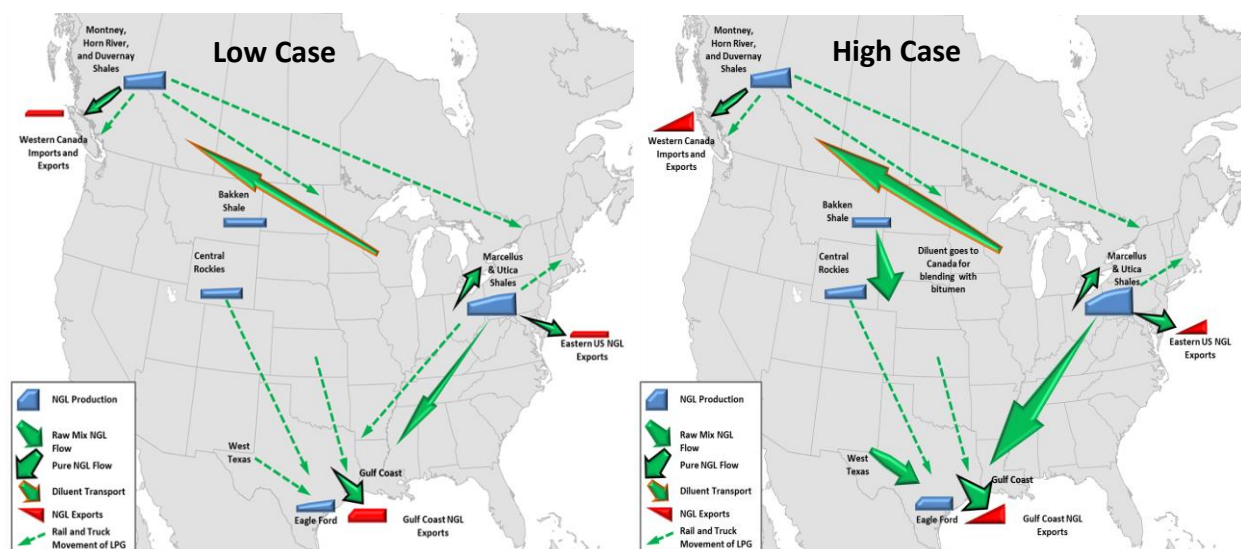 Low Case
Montney,
Horn River,
and Duvernay
Shales
Western Canada
Imports and
Exports
Bakken
Shale
Central
Rockies
Marcellus
& Utica
Shales
Eastern US NGL
Exports
West
Texas
Gulf Coast
Eagle Ford
Gulf Coast NGL
Exports
NGL Production
Raw Mix NGL
Flow
Pure NGL Flow
Diluent Transport
NGL Exports
Rail and Truck
Movement of LPG
High Case
Montney,
Horn River,
and Duvernay
Shales
Western Canada
Imports and
Exports
Bakken
Shale
Diluent goes to
Canada for
blending with
bitumen
Central
Rockies
Marcellus
& Utica
Shales
Eastern US NGL
Exports
West
Texas
Gulf Coast
Eagle Ford
Gulf Coast NGL
Exports
NGL Production
Raw Mix NGL
Flow
Pure NGL Flow
Diluent Transport
NGL Exports
Rail and Truck
Movement of LPG